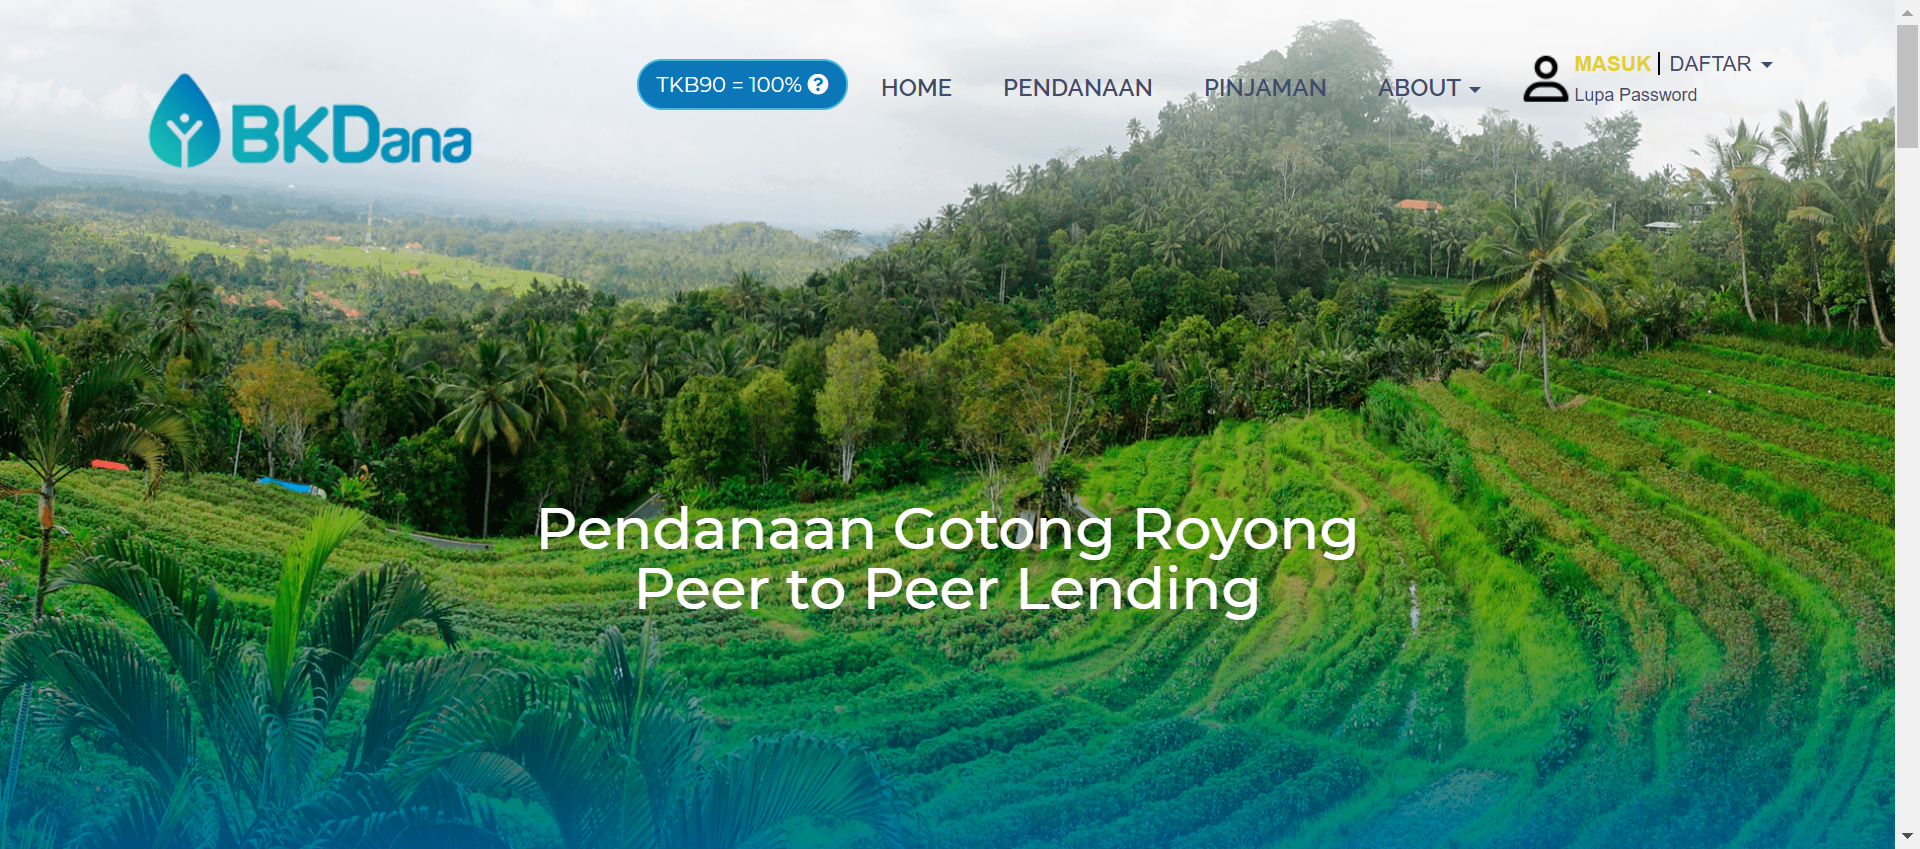 BKDana
TKB90 = 100% ?
HOME
PENDANAAN
PINJAMAN
ABOUT
MASUK | DAFTAR
Lupa Password
Pendanaan Gotong Royong
Peer to Peer Lending